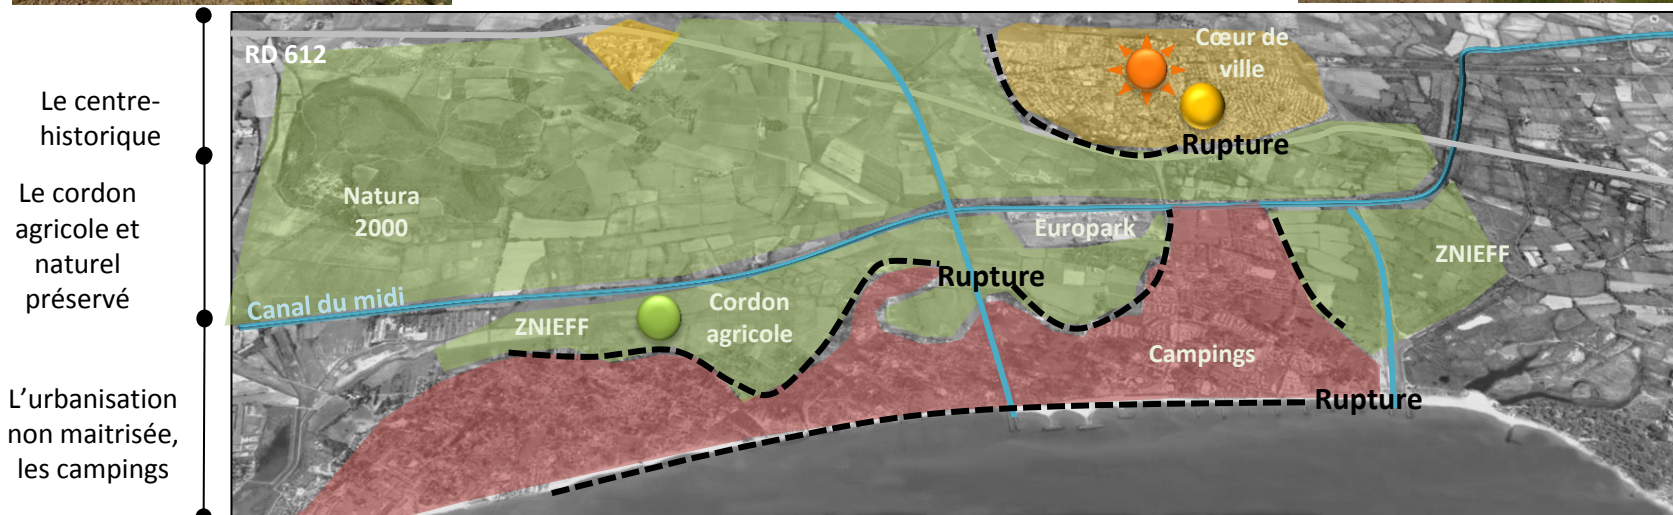 Le centre-
historique
Le cordon
agricole et
naturel
préservé
L’urbanisation
non maitrisée,
les campings
RD 612
Cœur de
ville
Rupture
Natura
2000
Europark
ZNIEFF
Rupture
Canal du midi
Cordon
agricole
ZNIEFF
Campings
Rupture